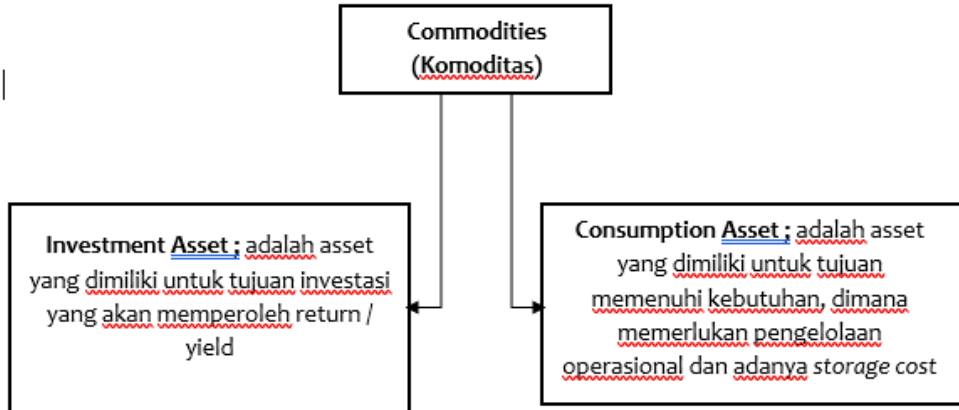 Commodities
(Komoditas)
Investment Asset ; adalah asset
yang dimiliki untuk tujuan investasi
yang akan memperoleh return /
yield
Consumption Asset ; adalah asset
yang dimiliki untuk tujuan
memenuhi kebutuhan, dimana
memerlukan pengelolaan
operasional dan adanya storage cost